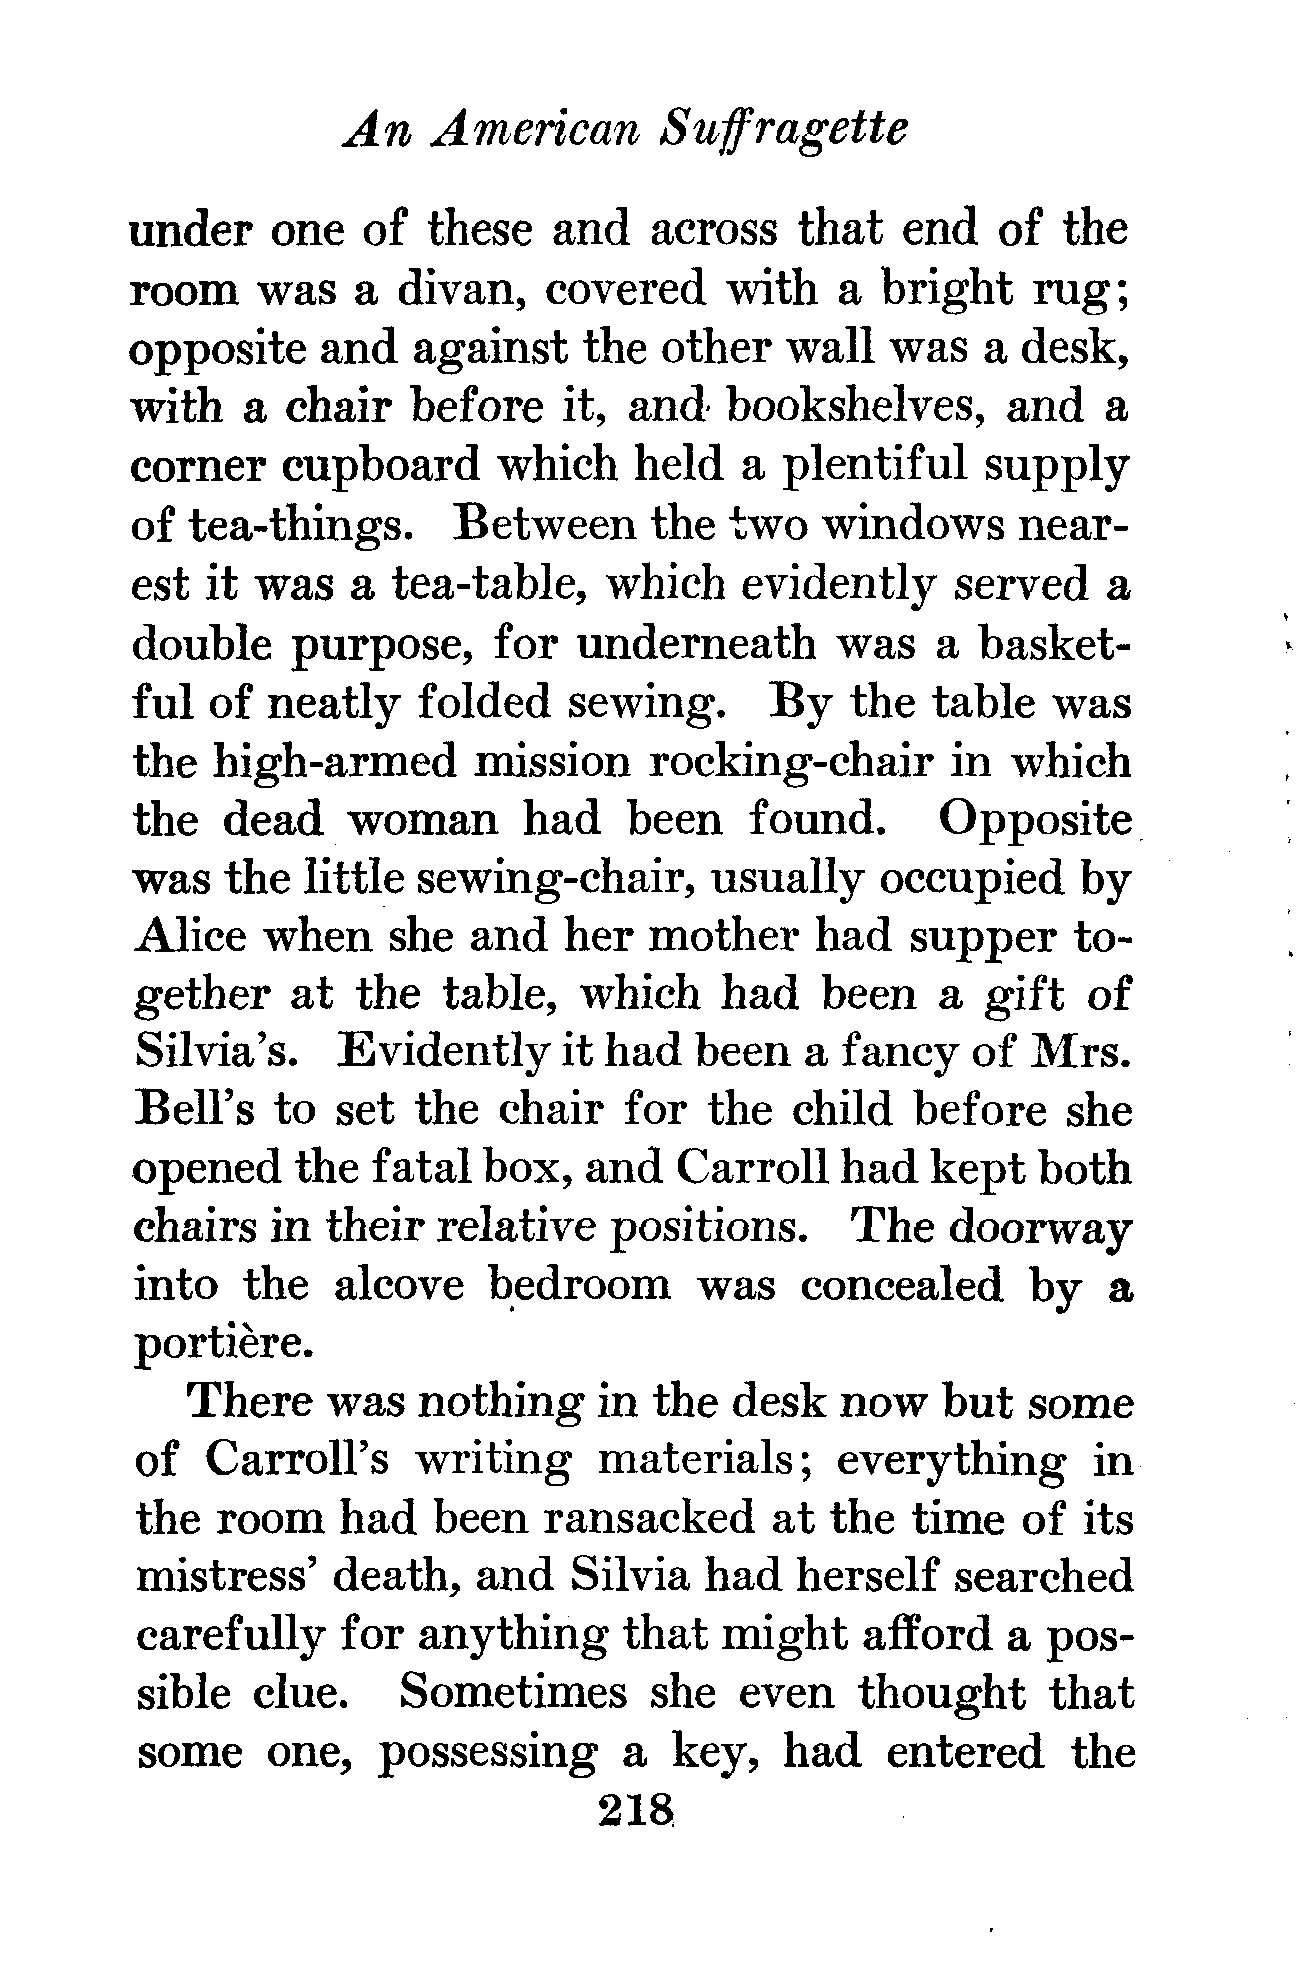 An American Suffragette
under one of these and across that end of the
room was a divan, covered with a bright rug;
opposite and against the other wall was a desk,
with a chair before it, and bookshelves, and a
corner cupboard which held a plentiful supply
of tea-things. Between the two windows near-
est it was a tea-table, which evidently served a
double purpose, for underneath was a basket-
ful of neatly folded sewing. By the table was
the high-armed mission rocking-chair in which
the dead woman had been found. Opposite
was the little sewing-chair, usually occupied by
Alice when she and her mother had supper to-
gether at the table, which had been a gift of
Silvia's. Evidently it had been a fancy of Mrs.
Bell's to set the chair for the child before she
opened the fatal box, and Carroll had kept both
chairs in their relative positions. The doorway
into the alcove bedroom was concealed by a
portière.
There was nothing in the desk now but some
of Carroll's writing materials; everything in
the room had been ransacked at the time of its
mistress' death, and Silvia had herself searched
carefully for anything that might afford a pos-
sible clue. Sometimes she even thought that
some one, possessing a key, had entered the
218